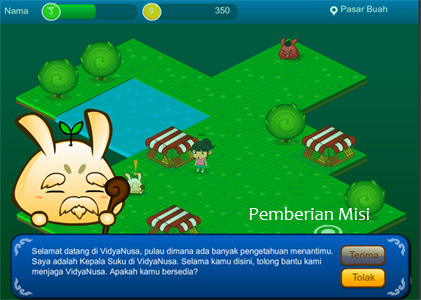 Nama 3 350 Pasar Buah
Pemberian Misi
Selamat datang di VidyaNusa, pulau dimana ada banyak pengetahuan menantimu.
Saya adalah Kepala Suku di VidyaNusa. Selama kamu disini, tolong bantu kami
menjaga VidyaNusa. Apakah kamu bersedia?
Terima
Tolak